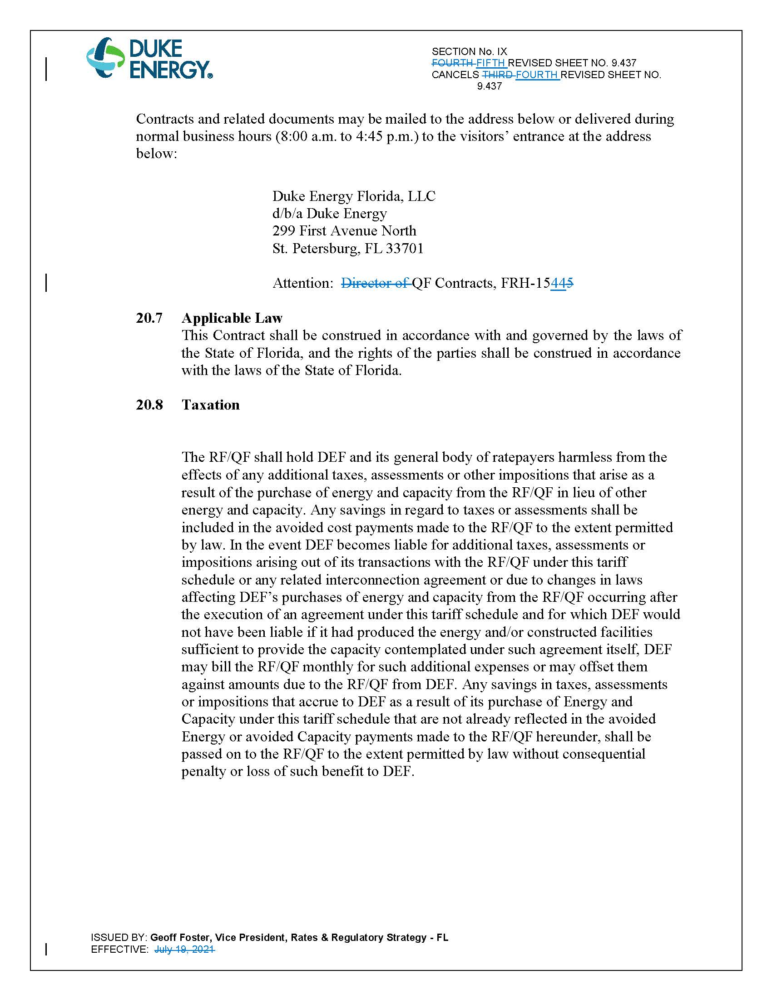 DUKE
ENERGY®
SECTION No. IX
FOURTH FIFTH REVISED SHEET NO. 9.437
CANCELS THIRD FOURTH REVISED SHEET NO.
9.437
Contracts and related documents may be mailed to the address below or delivered during
normal business hours (8:00 a.m. to 4:45 p.m.) to the visitors’ entrance at the address
below:
Duke Energy Florida, LLC
d/b/a Duke Energy
299 First Avenue North
St. Petersburg, FL 33701
Attention: Director of QF Contracts, FRH-15445
20.7 Applicable Law
This Contract shall be construed in accordance with and governed by the laws of
the State of Florida, and the rights of the parties shall be construed in accordance
with the laws of the State of Florida.
20.8 Taxation
The RF/QF shall hold DEF and its general body of ratepayers harmless from the
effects of any additional taxes, assessments or other impositions that arise as a
result of the purchase of energy and capacity from the RF/QF in lieu of other
energy and capacity. Any savings in regard to taxes or assessments shall be
included in the avoided cost payments made to the RF/QF to the extent permitted
by law. In the event DEF becomes liable for additional taxes, assessments or
impositions arising out of its transactions with the RF/QF under this tariff
schedule or any related interconnection agreement or due to changes in laws
affecting DEF’s purchases of energy and capacity from the RF/QF occurring after
the execution of an agreement under this tariff schedule and for which DEF would
not have been liable if it had produced the energy and/or constructed facilities
sufficient to provide the capacity contemplated under such agreement itself, DEF
may bill the RF/QF monthly for such additional expenses or may offset them
against amounts due to the RF/QF from DEF. Any savings in taxes, assessments
or impositions that accrue to DEF as a result of its purchase of Energy and
Capacity under this tariff schedule that are not already reflected in the avoided
Energy or avoided Capacity payments made to the RF/QF hereunder, shall be
passed on to the RF/QF to the extent permitted by law without consequential
penalty or loss of such benefit to DEF.
ISSUED BY: Geoff Foster, Vice President, Rates & Regulatory Strategy - FL
EFFECTIVE: July 19, 2021